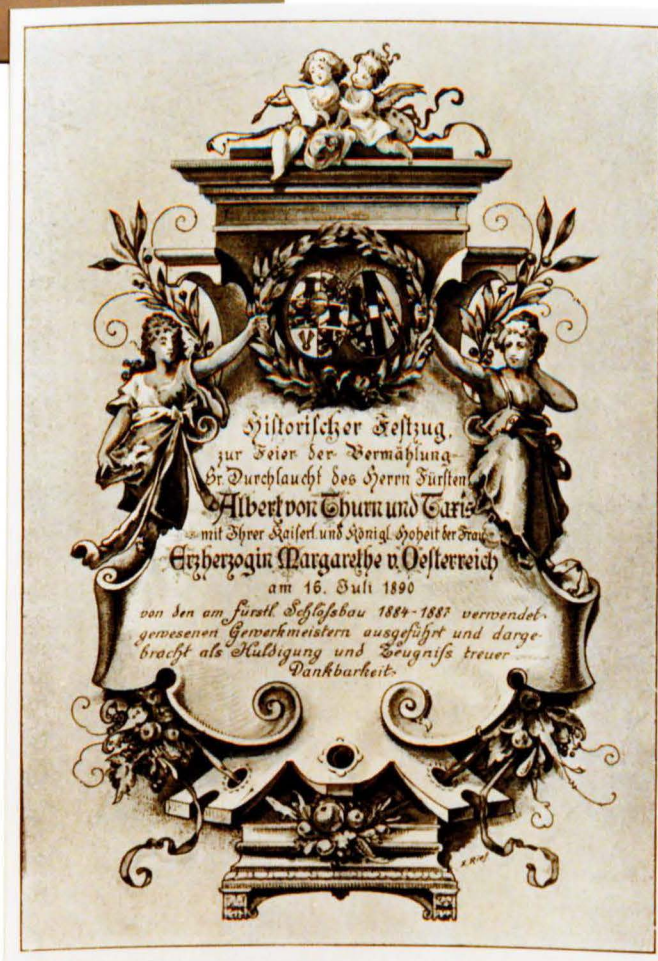 Historischer Festzug,
zur Feier der Vermählung
Sr. Durchlaucht des Herrn Fürsten
Albert von Thurn und Taxis
mit Ihrer Kaiserl. und Königl. Hoheit der Frau
Erzherzogin Margarethe v. Oesterreich
am 16. Juli 1890
von den am fürstl. Schlossbau 1884-1887 verwendet
gewesenen Gewerkmeistern ausgeführt und darge-
bracht als Huldigung und Zeugniss treuer
Dankbarkeit.